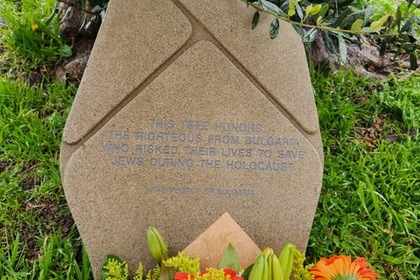 THIS TREE HONORS
THE RIGHTEOUS FROM BULGARIA
WHO RISKED THEIR LIVES TO SAVE
JEWS DURING THE HOLOCAUST
THE PEOPLE OF BULGARIA